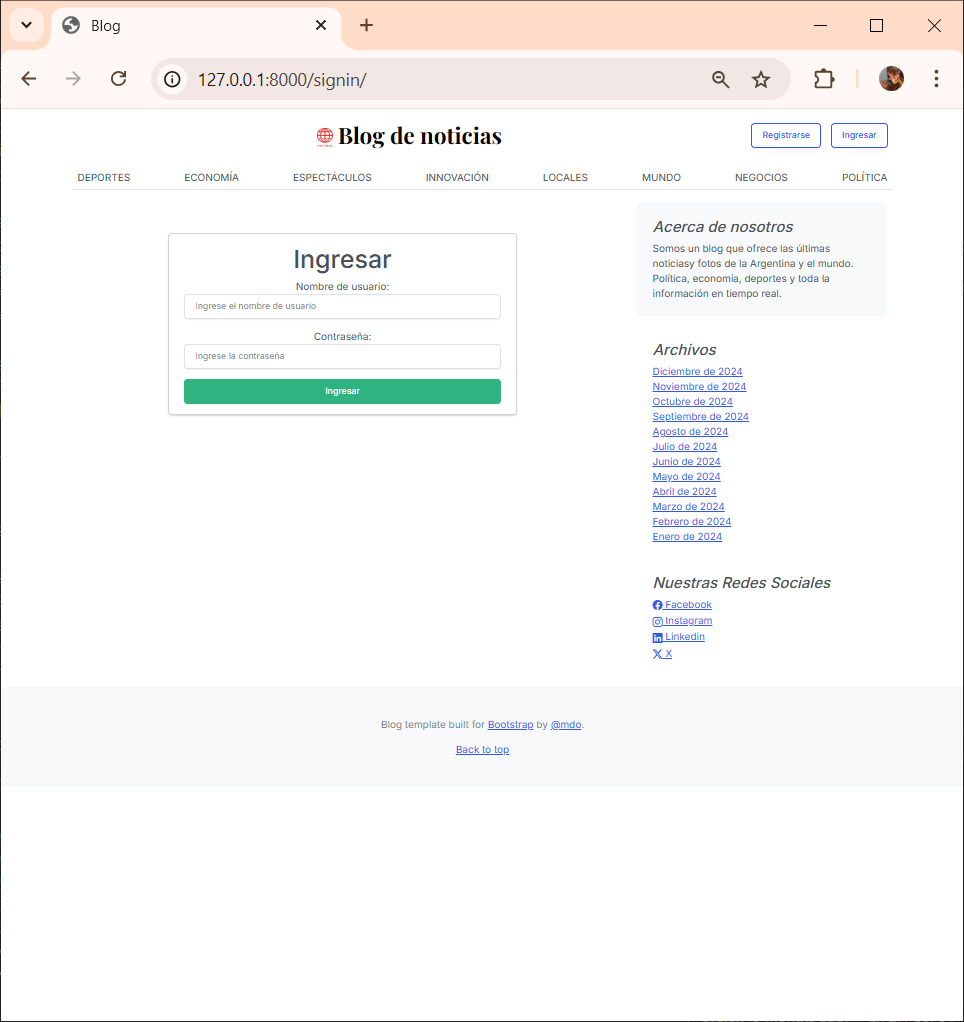 Blog
127.0.0.1:8000/signin/
Blog de noticias
Registrarse
Ingresar
DEPORTES
ECONOMÍA
ESPECTÁCULOS
INNOVACIÓN
LOCALES
MUNDO
NEGOCIOS
POLÍTICA
Ingresar
Nombre de usuario:
Ingrese el nombre de usuario
Contraseña:
Ingrese la contraseña
Ingresar
Acerca de nosotros
Somos un blog que ofrece las últimas
noticiasy fotos de la Argentina y el mundo.
Política, economía, deportes y toda la
información en tiempo real.
Archivos
Diciembre de 2024
Noviembre de 2024
Octubre de 2024
Septiembre de 2024
Agosto de 2024
Julio de 2024
Junio de 2024
Mayo de 2024
Abril de 2024
Marzo de 2024
Febrero de 2024
Enero de 2024
Nuestras Redes Sociales
Facebook
Instagram
Linkedin
X
Blog template built for Bootstrap by @mdo.
Back to top